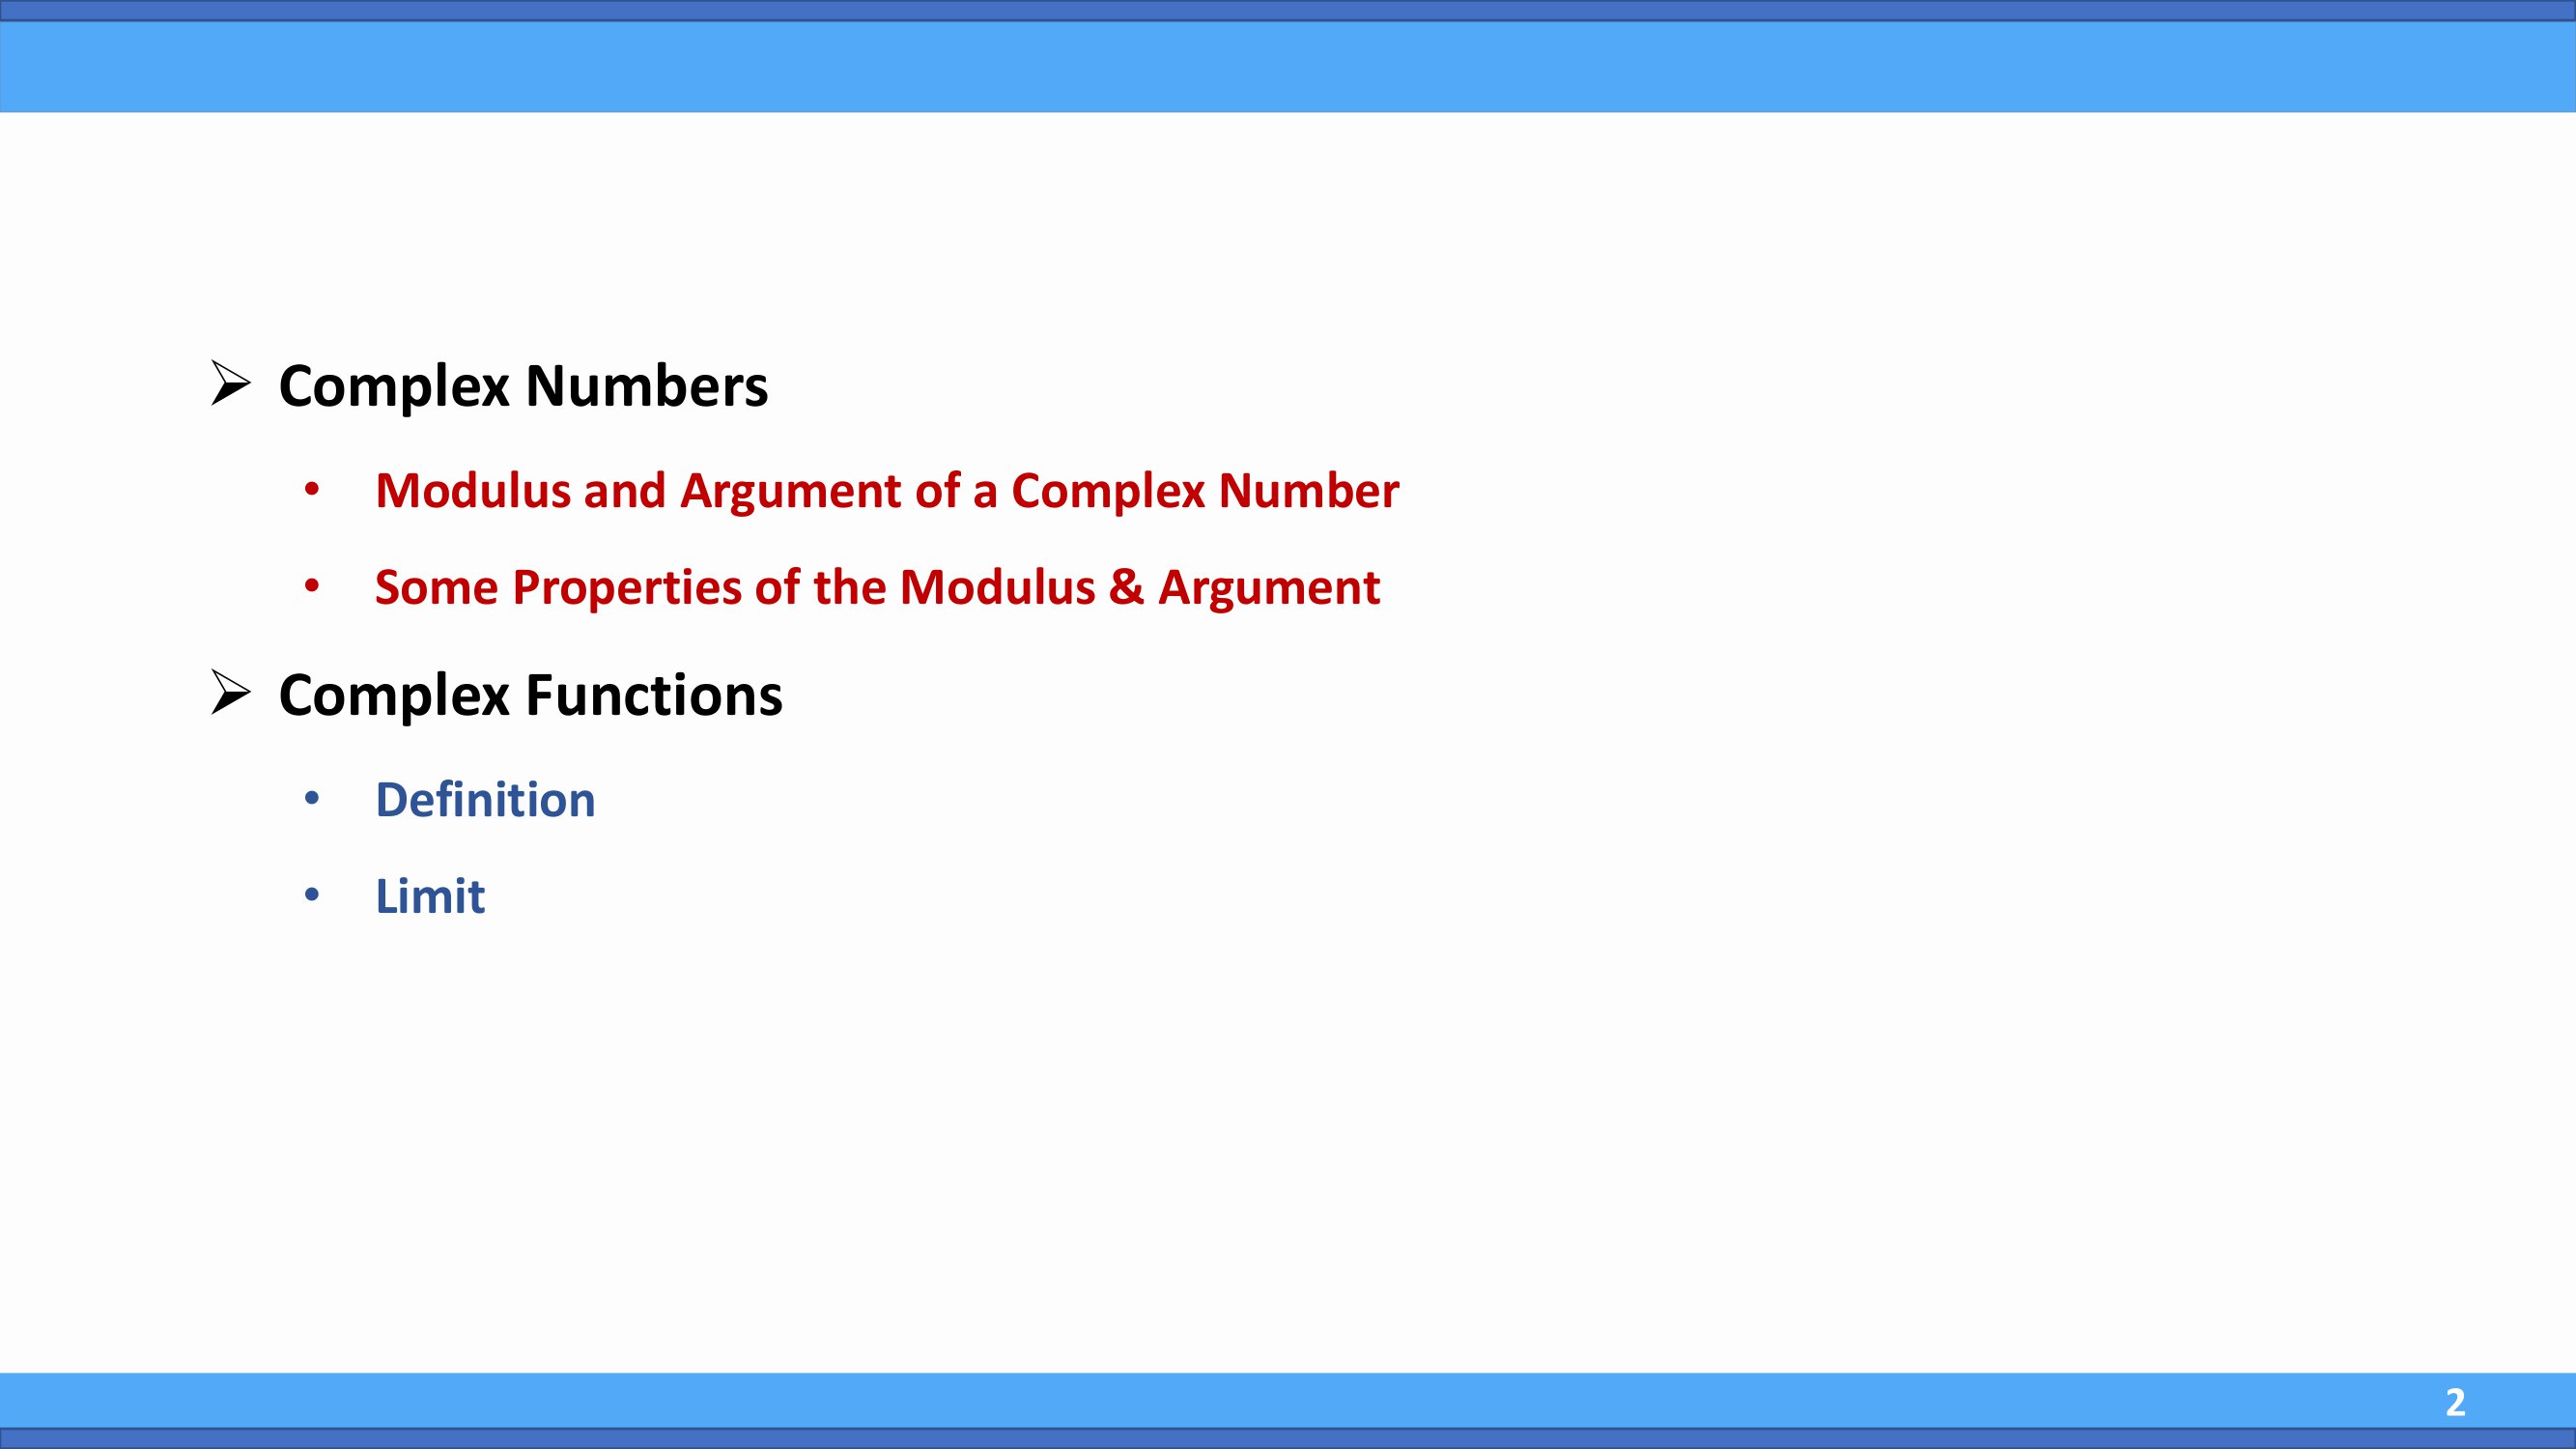 ➢ Complex Numbers
• Modulus and Argument of a Complex Number
• Some Properties of the Modulus & Argument
➢ Complex Functions
• Definition
• Limit
2